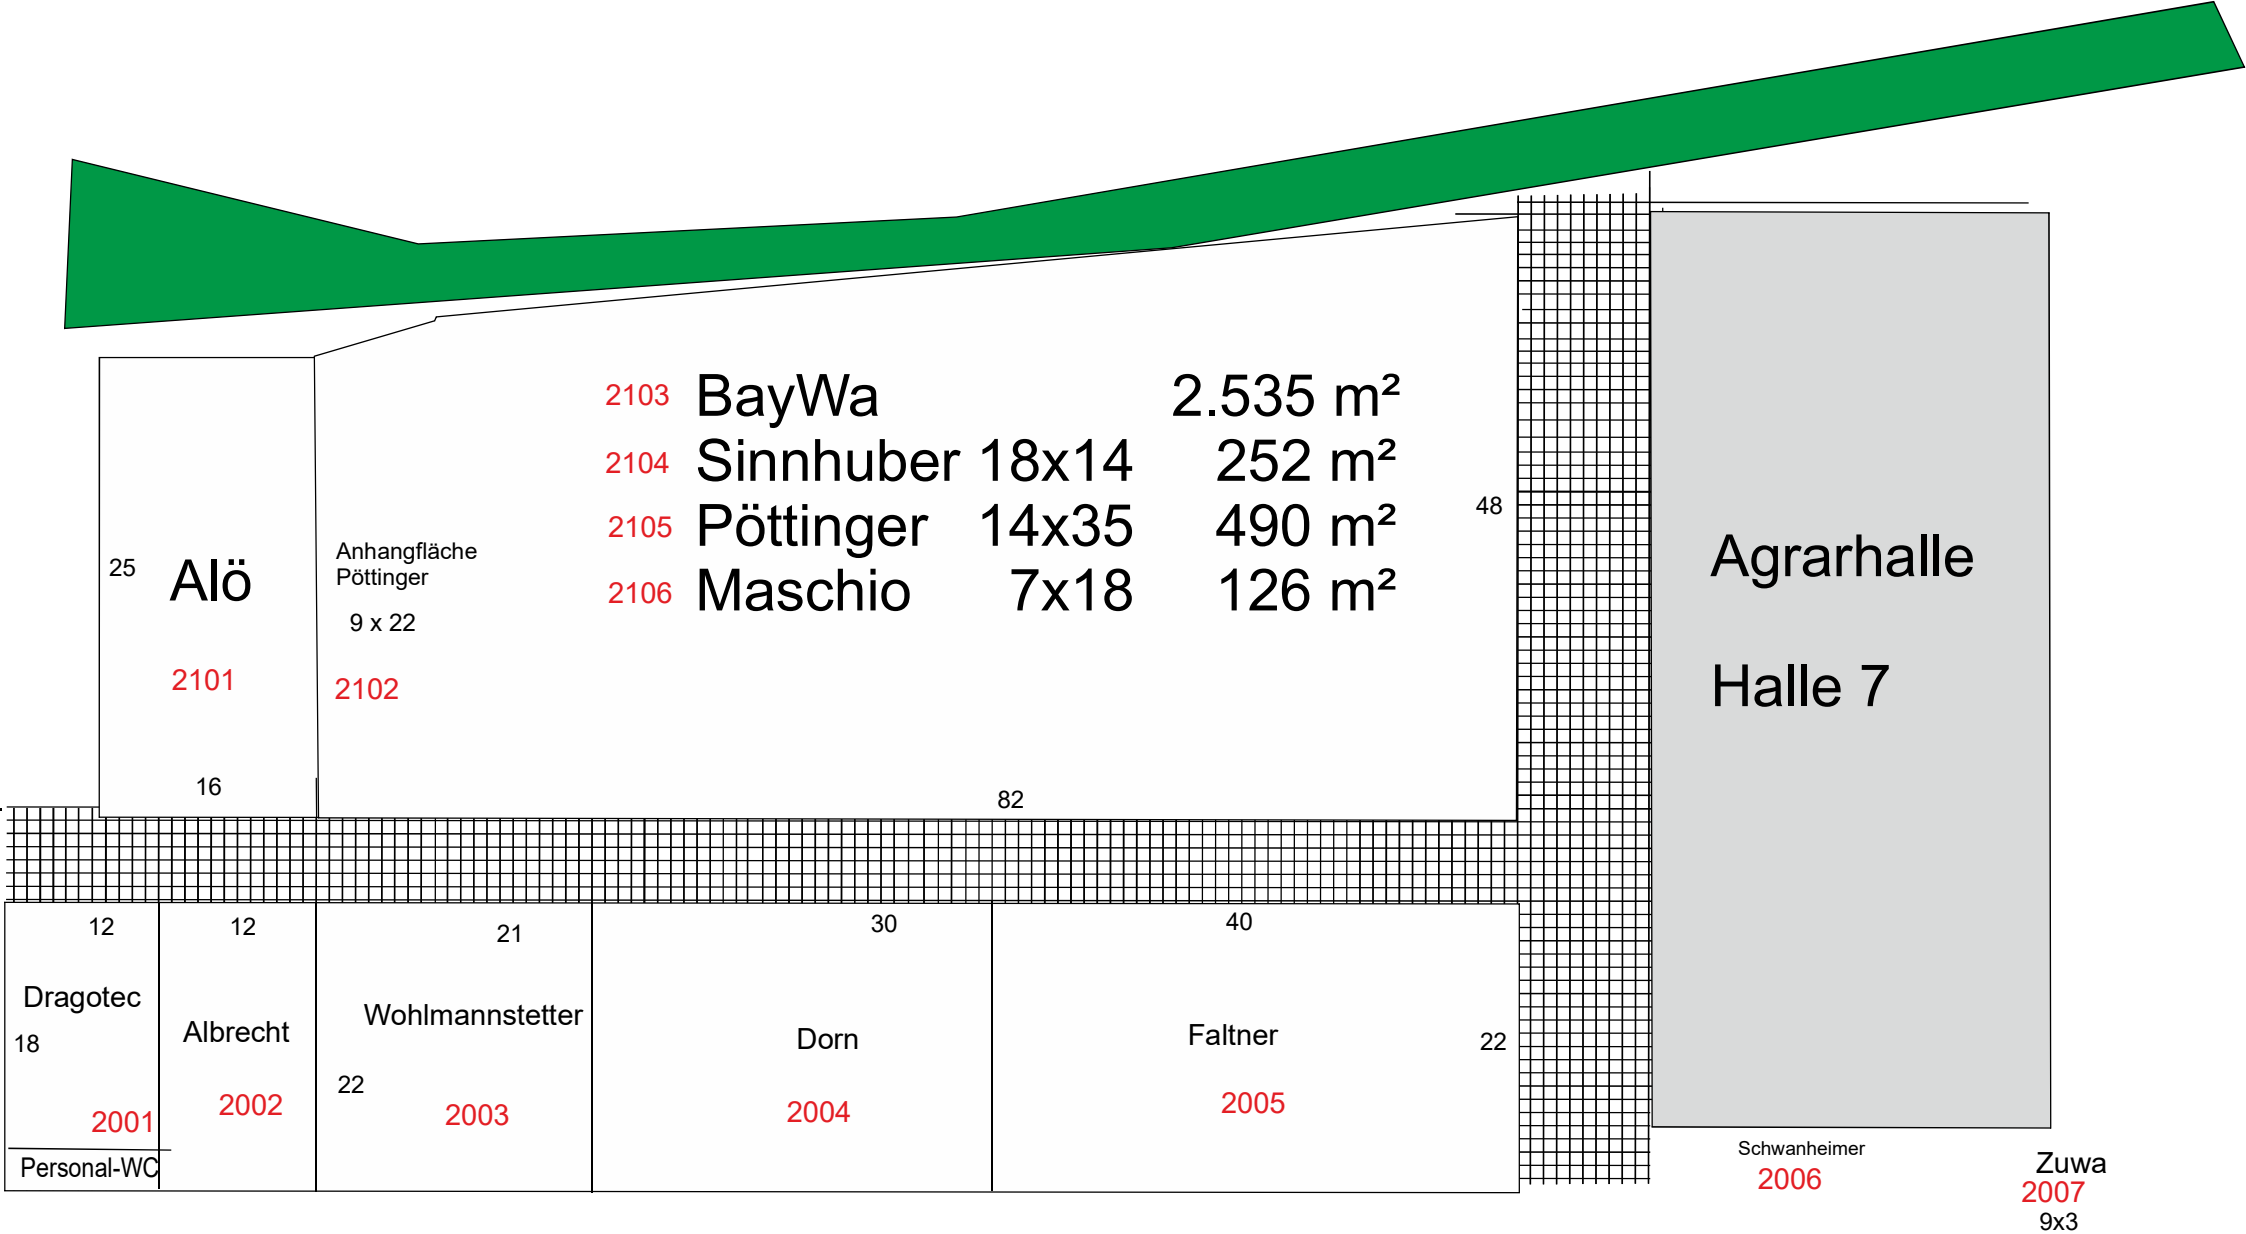 2103 BayWa 2.535 m²
2104 Sinnhuber 18x14 252 m²
2105 Pöttinger 14x35 490 m²
2106 Maschio 7x18 126 m²
48
25
Alö
2101
16
Anhangfläche
Pöttinger
9 x 22
2102
82
Agrarhalle
Halle 7
12
Dragotec
18
2001
Personal-WC
12
Albrecht
2002
21
Wohlmannstetter
22
2003
30
Dorn
2004
40
Faltner
22
2005
Schwanheimer
2006
Zuwa
2007
9x3